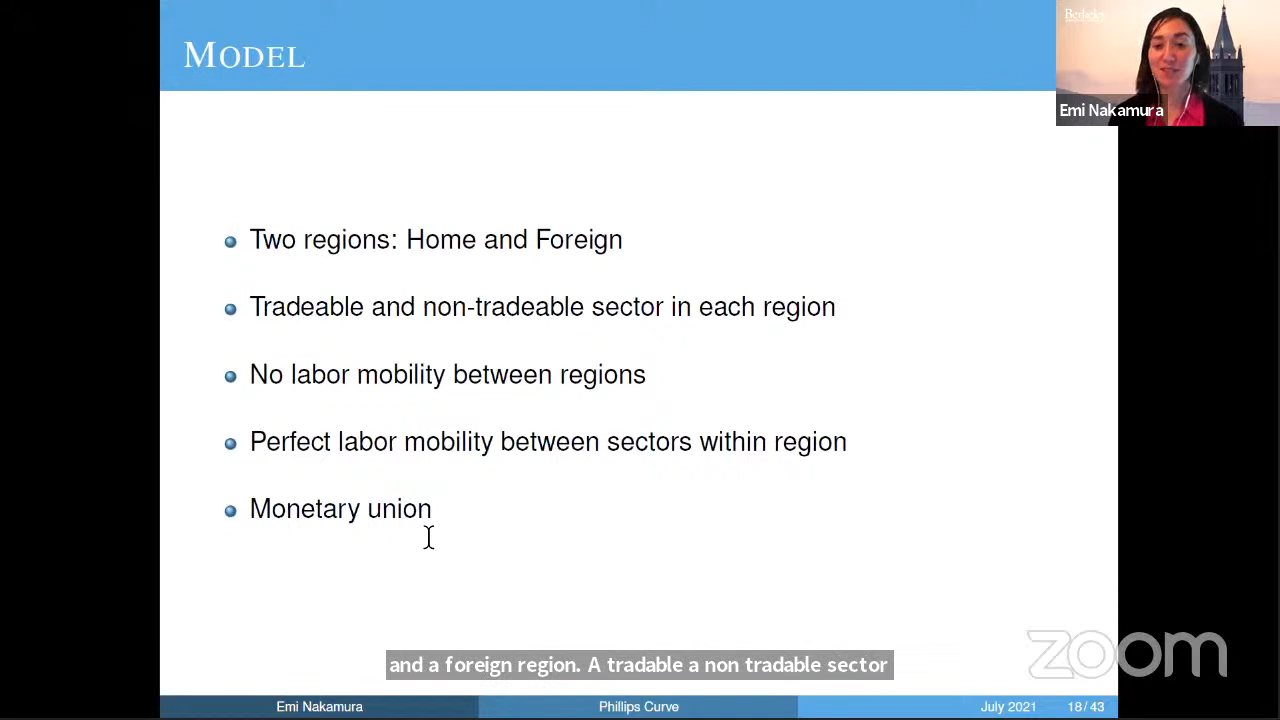 MODEL
Berkeley
Emi Nakamura
Two regions: Home and Foreign
Tradeable and non-tradeable sector in each region
No labor mobility between regions
Perfect labor mobility between sectors within region
Monetary union
and a foreign region. A tradable a non tradable sector
zoom
Emi Nakamura Phillips Curve July 2021 18/43